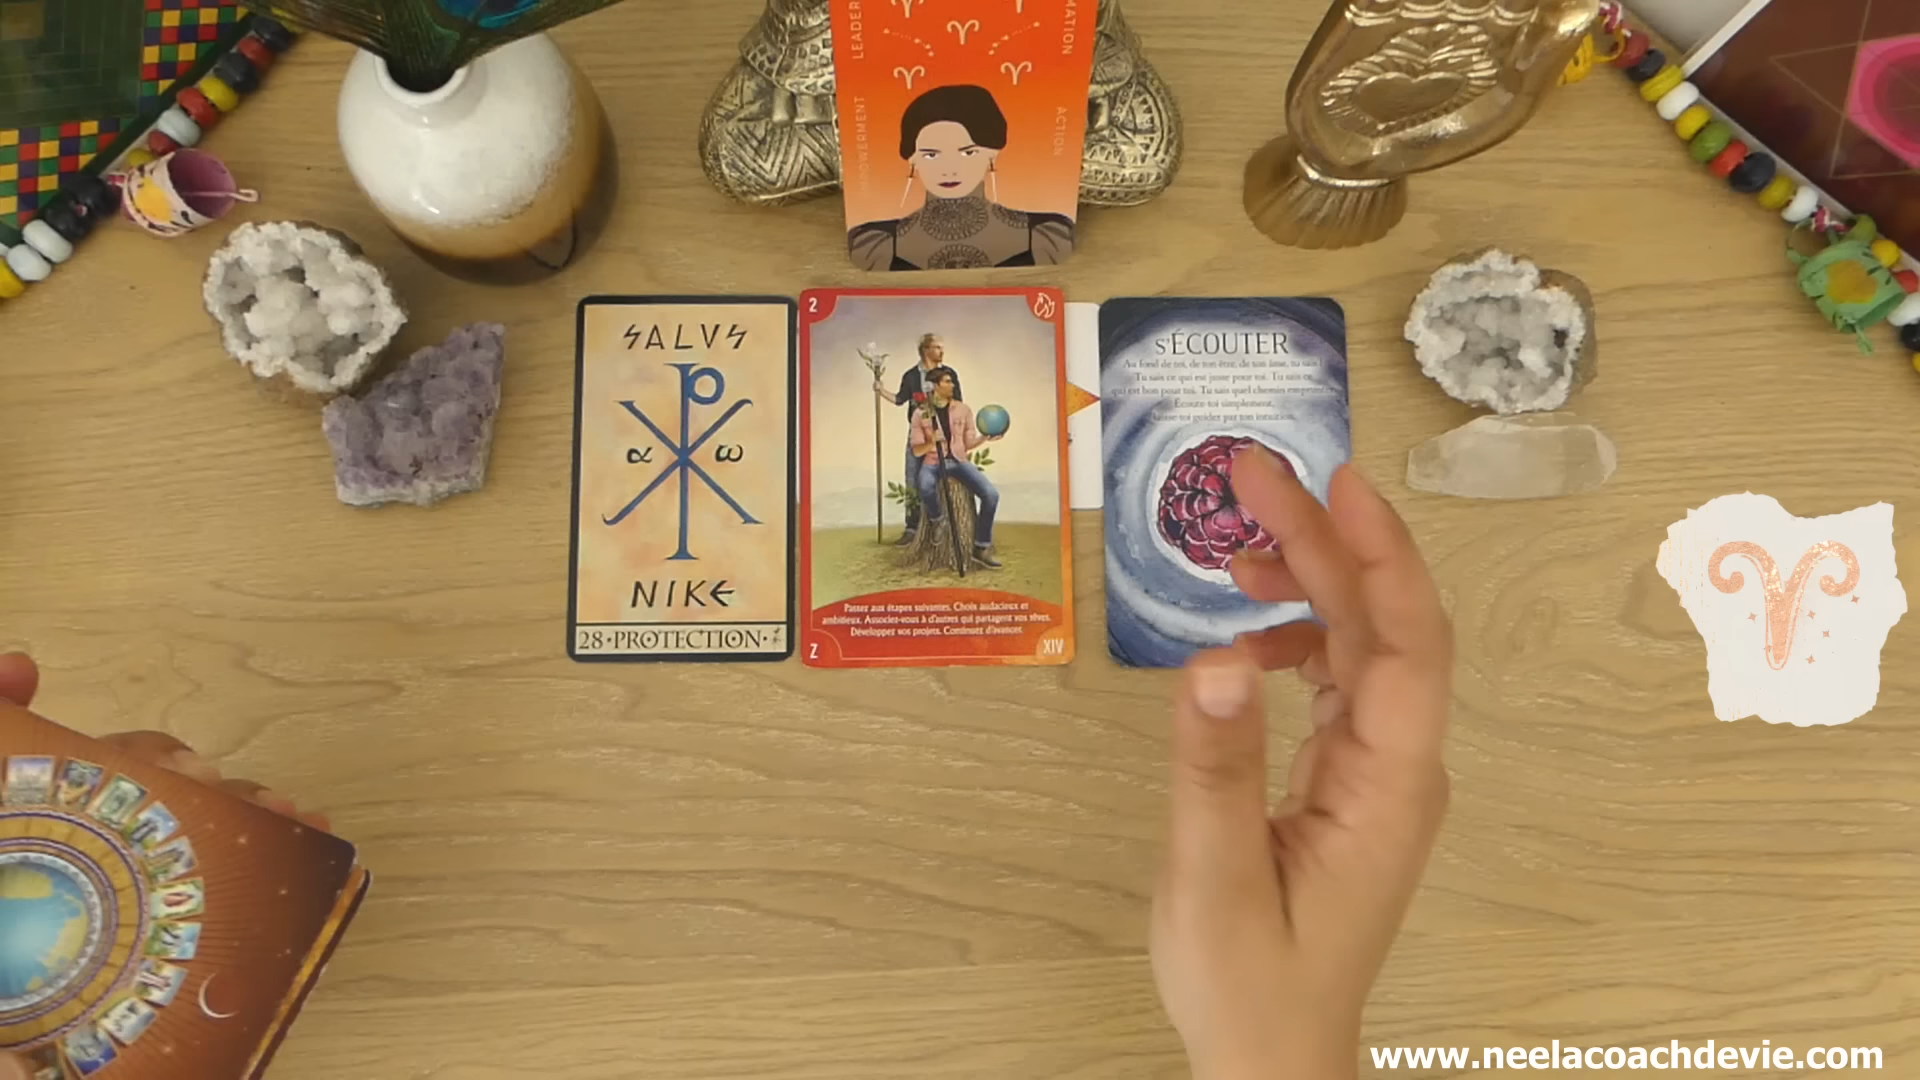 LEADER
MATION
EMPOWERMENT
ACTION
SALVS
α ω
NIKE
28·PROTECTION·
2
Passez aux étapes suivantes. Choix audacieux et
ambitieux. Associez-vous à d'autres qui partagent vos rêves.
Développez vos projets. Continuez d'avancer.
2
XIV
S'ÉCOUTER
Au fond de toi, de ton être, de ton âme, tu sais !
Tu sais ce qui est juste pour toi. Tu sais ce
qui est bon pour toi. Tu sais quel chemin emprunter.
Écoute-toi simplement,
laisse-toi guider par ton intuition.
www.neelacoachdevie.com